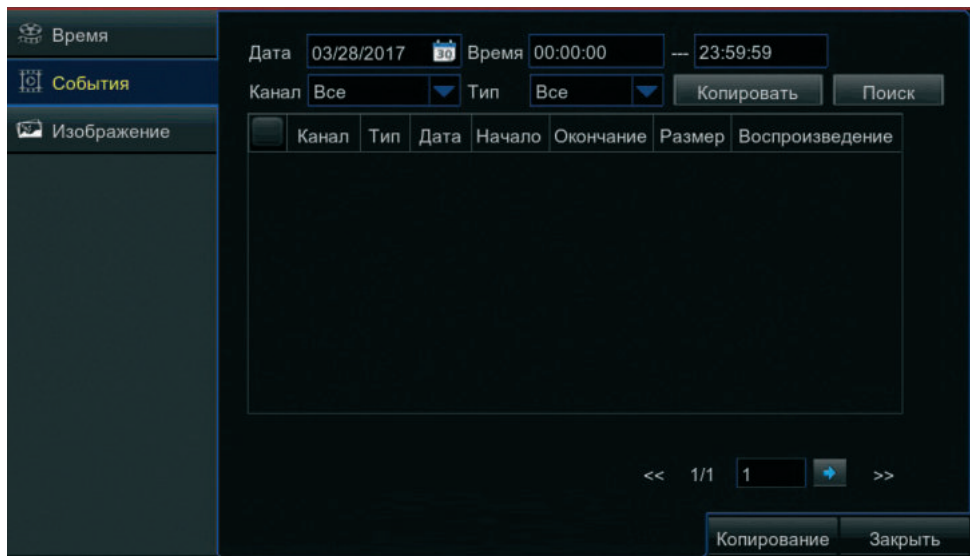 Время
События
Изображение
Дата 03/28/2017 30 Время 00:00:00 --- 23:59:59
Канал Все Тип Все Копировать Поиск
Канал Тип Дата Начало Окончание Размер Воспроизведение
<< 1/1 1 >>
Копирование Закрыть